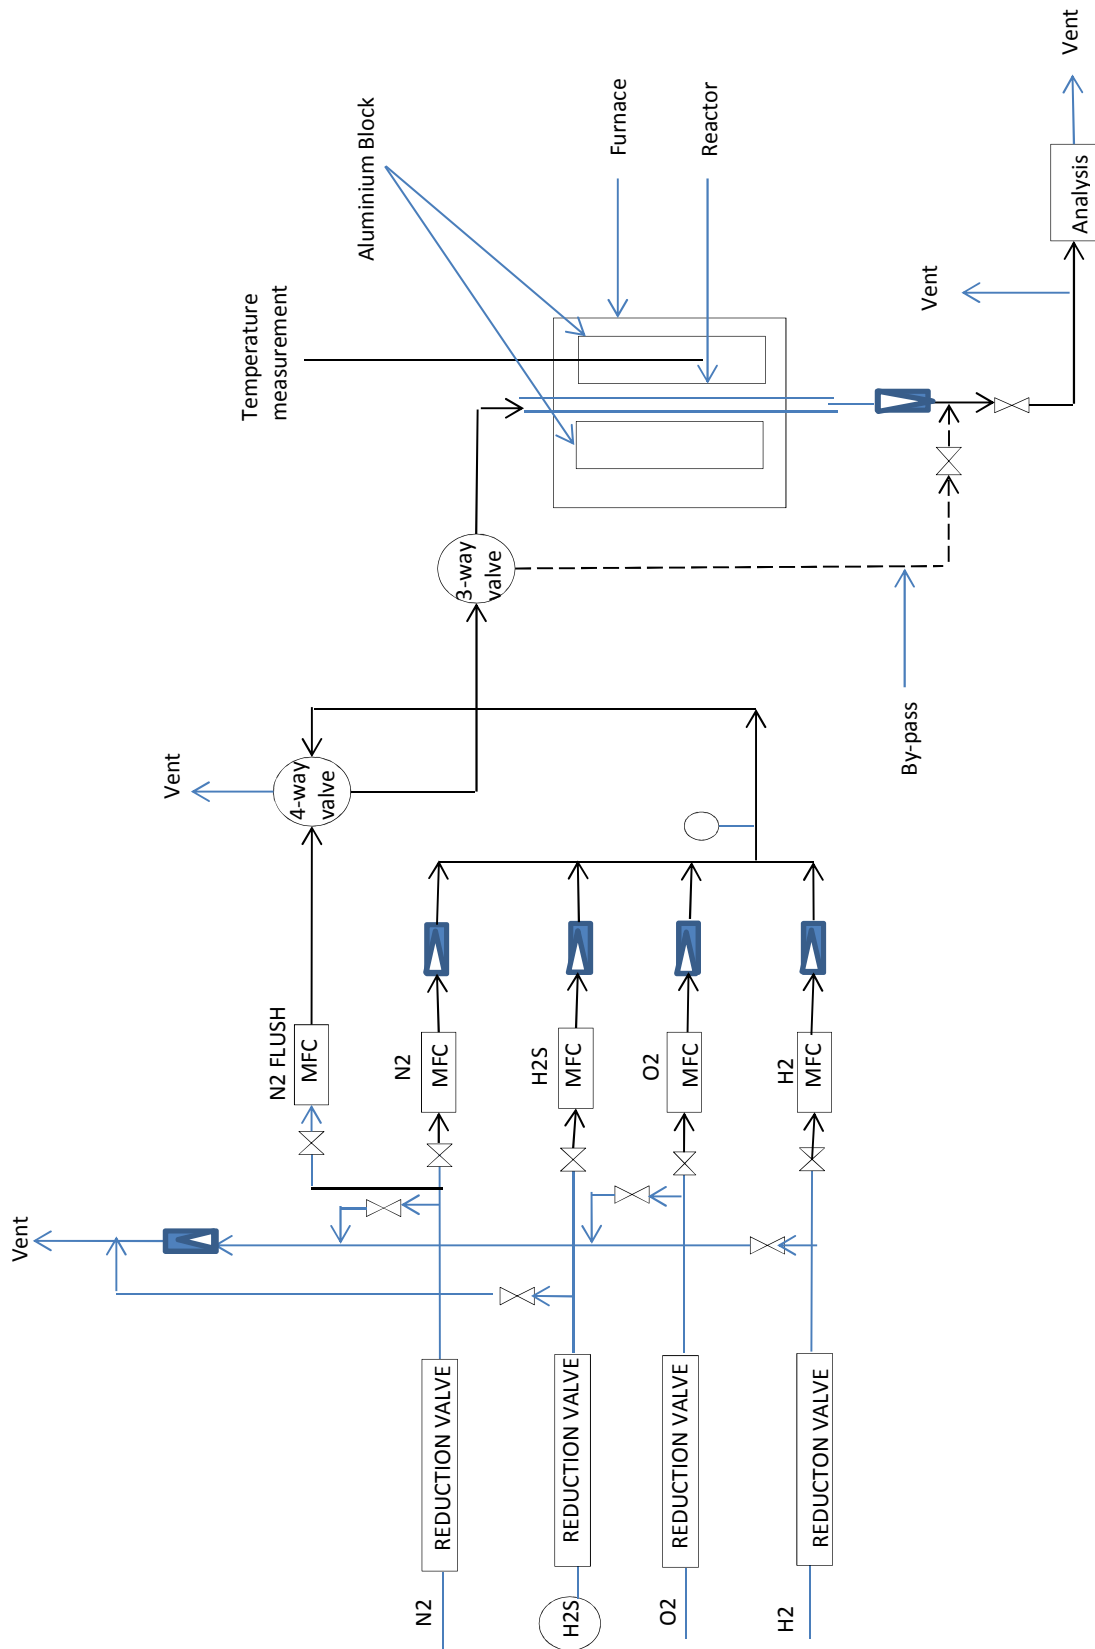 N2
REDUCTION VALVE
H2S
REDUCTION VALVE
O2
REDUCTION VALVE
H2
REDUCTON VALVE
Vent
N2 FLUSH
MFC
N2
MFC
H2S
MFC
O2
MFC
H2
MFC
Vent
4-way
valve
3-way
valve
By-pass
Temperature
measurement
Aluminium Block
Furnace
Reactor
Vent
Analysis
Vent